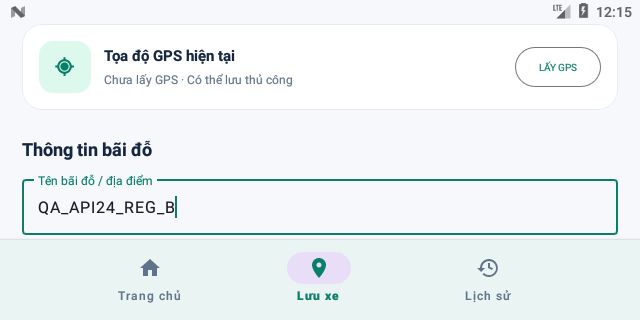 LTE 12:15
Tọa độ GPS hiện tại
Chưa lấy GPS · Có thể lưu thủ công
LẤY GPS
Thông tin bãi đỗ
Tên bãi đỗ / địa điểm
QA_API24_REG_B
Trang chủ
Lưu xe
Lịch sử